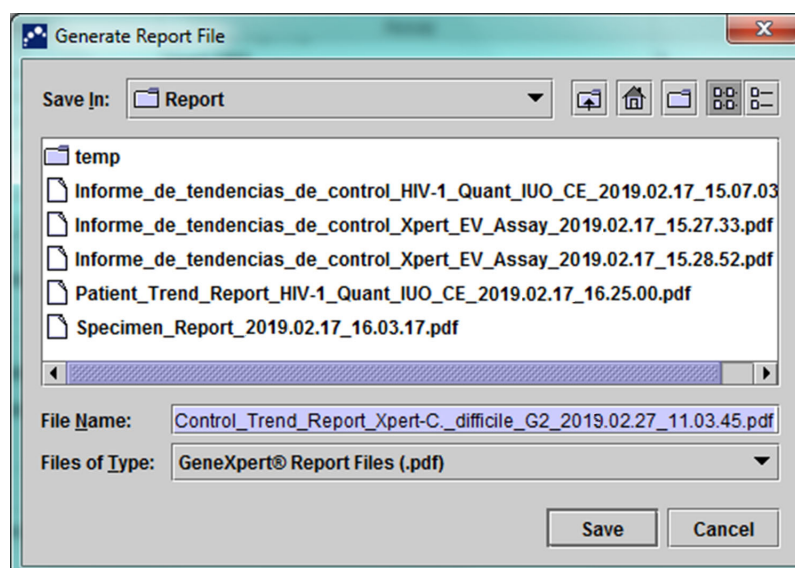 Generate Report File
Save In: Report
temp
Informe_de_tendencias_de_control_HIV-1_Quant_IUO_CE_2019.02.17_15.07.03
Informe_de_tendencias_de_control_Xpert_EV_Assay_2019.02.17_15.27.33.pdf
Informe_de_tendencias_de_control_Xpert_EV_Assay_2019.02.17_15.28.52.pdf
Patient_Trend_Report_HIV-1_Quant_IUO_CE_2019.02.17_16.25.00.pdf
Specimen_Report_2019.02.17_16.03.17.pdf
File Name: Control_Trend_Report_Xpert-C._difficile_G2_2019.02.27_11.03.45.pdf
Files of Type: GeneXpert® Report Files (.pdf)
Save Cancel